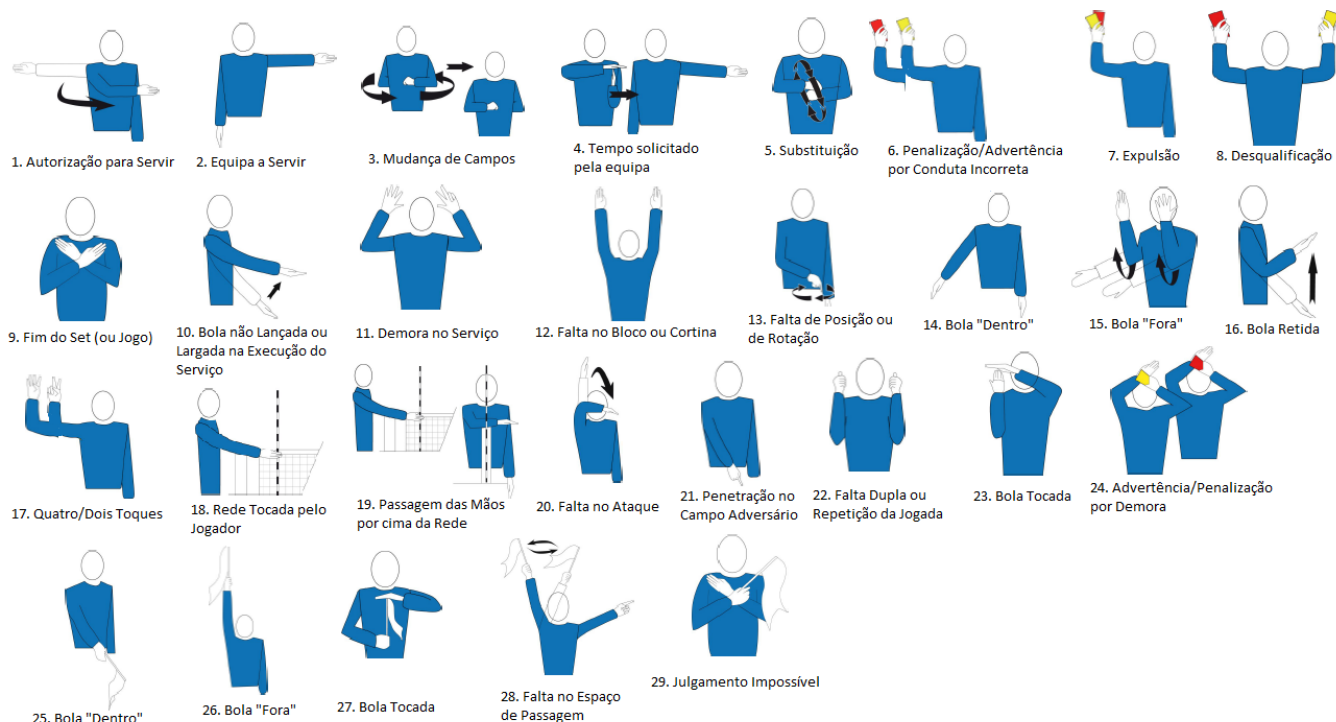 1. Autorização para Servir
2. Equipa a Servir
3. Mudança de Campos
4. Tempo solicitado
pela equipa
5. Substituição
6. Penalização/Advertência
por Conduta Incorreta
7. Expulsão
8. Desqualificação
9. Fim do Set (ou Jogo)
10. Bola não Lançada ou
Largada na Execução do
Serviço
11. Demora no Serviço
12. Falta no Bloco ou Cortina
13. Falta de Posição ou
de Rotação
14. Bola "Dentro"
15. Bola "Fora"
16. Bola Retida
17. Quatro/Dois Toques
18. Rede Tocada pelo
Jogador
19. Passagem das Mãos
por cima da Rede
20. Falta no Ataque
21. Penetração no
Campo Adversário
22. Falta Dupla ou
Repetição da Jogada
23. Bola Tocada
24. Advertência/Penalização
por Demora
25. Bola "Dentro"
26. Bola "Fora"
27. Bola Tocada
28. Falta no Espaço
de Passagem
29. Julgamento Impossível